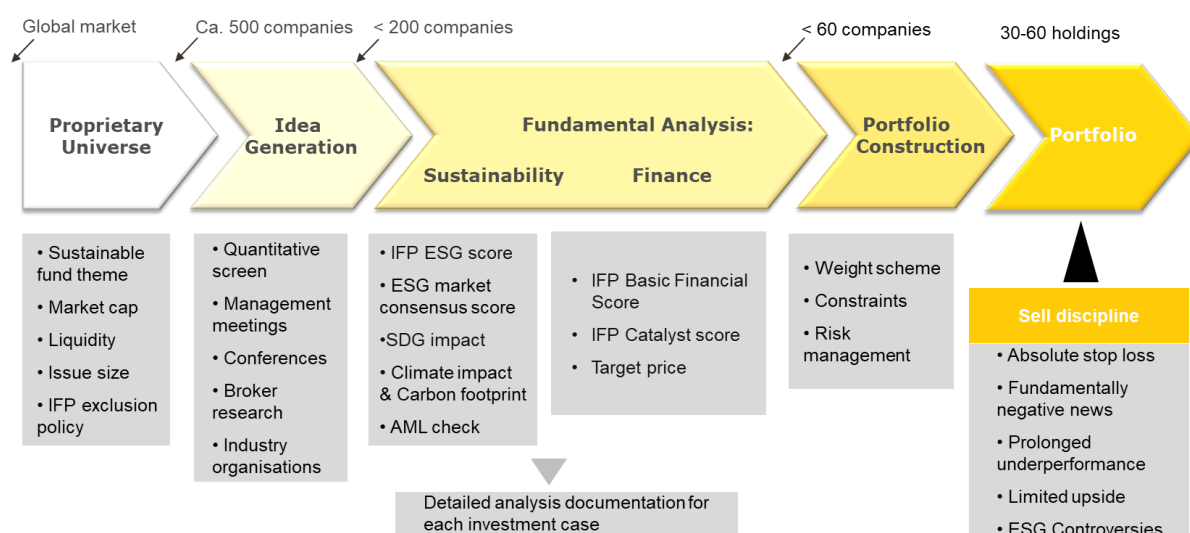 Global market
Ca. 500 companies
< 200 companies
< 60 companies
30-60 holdings
Proprietary
Universe
Idea
Generation
Fundamental Analysis:
Sustainability
Finance
Portfolio
Construction
Portfolio
• Sustainable
fund theme
• Market cap
• Liquidity
• Issue size
• IFP exclusion
policy
• Quantitative
screen
• Management
meetings
• Conferences
• Broker
research
• Industry
organisations
• IFP ESG score
• ESG market
consensus score
•SDG impact
• Climate impact
& Carbon footprint
• AML check
• IFP Basic Financial
Score
• IFP Catalyst score
• Target price
• Weight scheme
• Constraints
• Risk
management
Sell discipline
• Absolute stop loss
• Fundamentally
negative news
• Prolonged
underperformance
• Limited upside
• ESG Controversies
Detailed analysis documentation for
each investment case